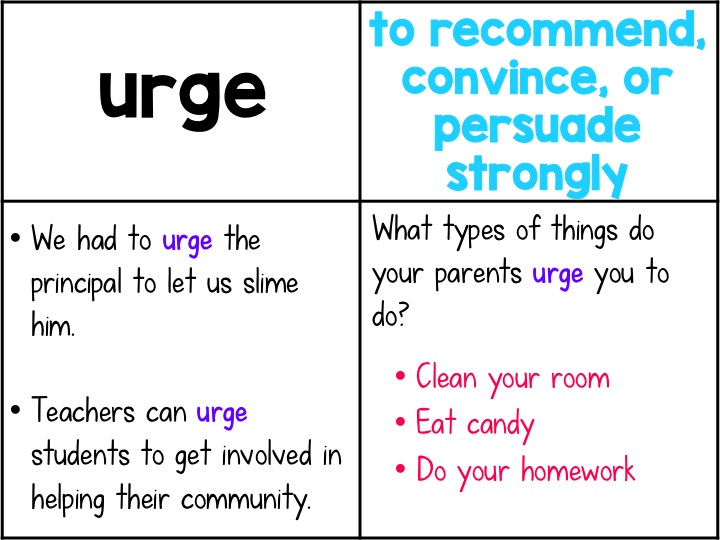 urge
to recommend,
convince, or
persuade
strongly
• We had to urge the
principal to let us slime
him.
• Teachers can urge
students to get involved in
helping their community.
What types of things do
your parents urge you to
do?
• Clean your room
• Eat candy
• Do your homework